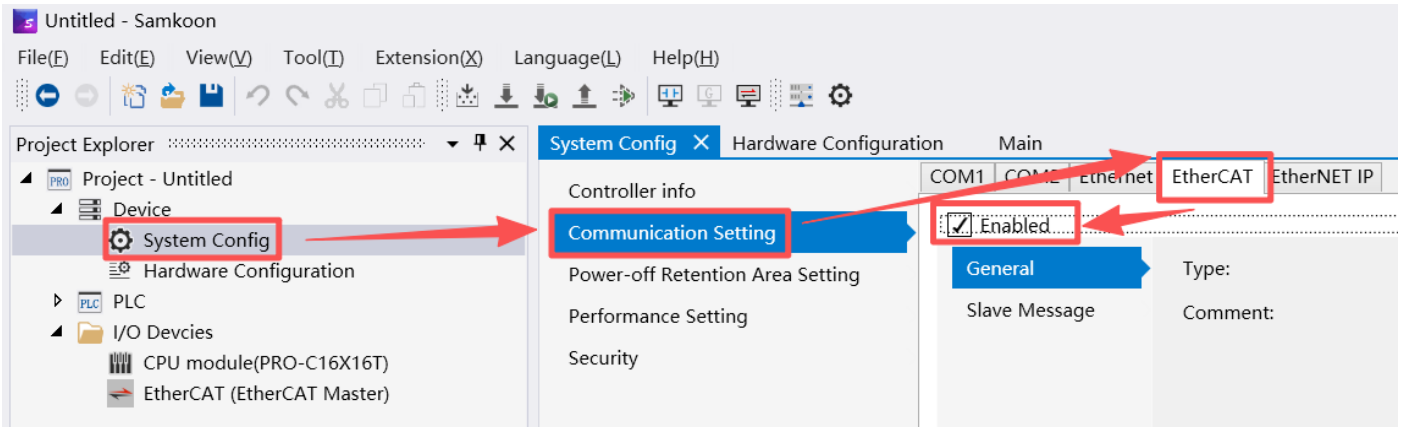 Untitled - Samkoon
File(F) Edit(E) View(V) Tool(T) Extension(X) Language(L) Help(H)
Project Explorer
Project - Untitled
Device
System Config
Hardware Configuration
PLC
I/O Devcies
CPU module(PRO-C16X16T)
EtherCAT (EtherCAT Master)
System Config Hardware Configuration Main
Controller info
Communication Setting
Power-off Retention Area Setting
Performance Setting
Security
COM1 COM2 Ethernet EtherCAT EtherNET IP
Enabled
General
Slave Message
Type:
Comment: